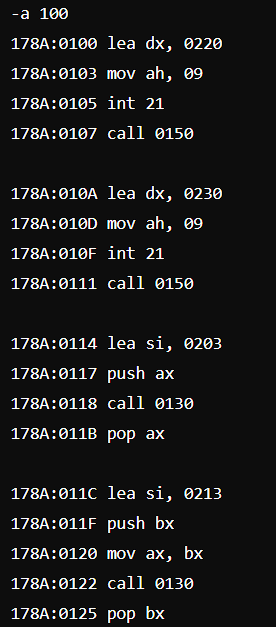 -a 100
178A:0100 lea dx, 0220
178A:0103 mov ah, 09
178A:0105 int 21
178A:0107 call 0150
178A:010A lea dx, 0230
178A:010D mov ah, 09
178A:010F int 21
178A:0111 call 0150
178A:0114 lea si, 0203
178A:0117 push ax
178A:0118 call 0130
178A:011B pop ax
178A:011C lea si, 0213
178A:011F push bx
178A:0120 mov ax, bx
178A:0122 call 0130
178A:0125 pop bx